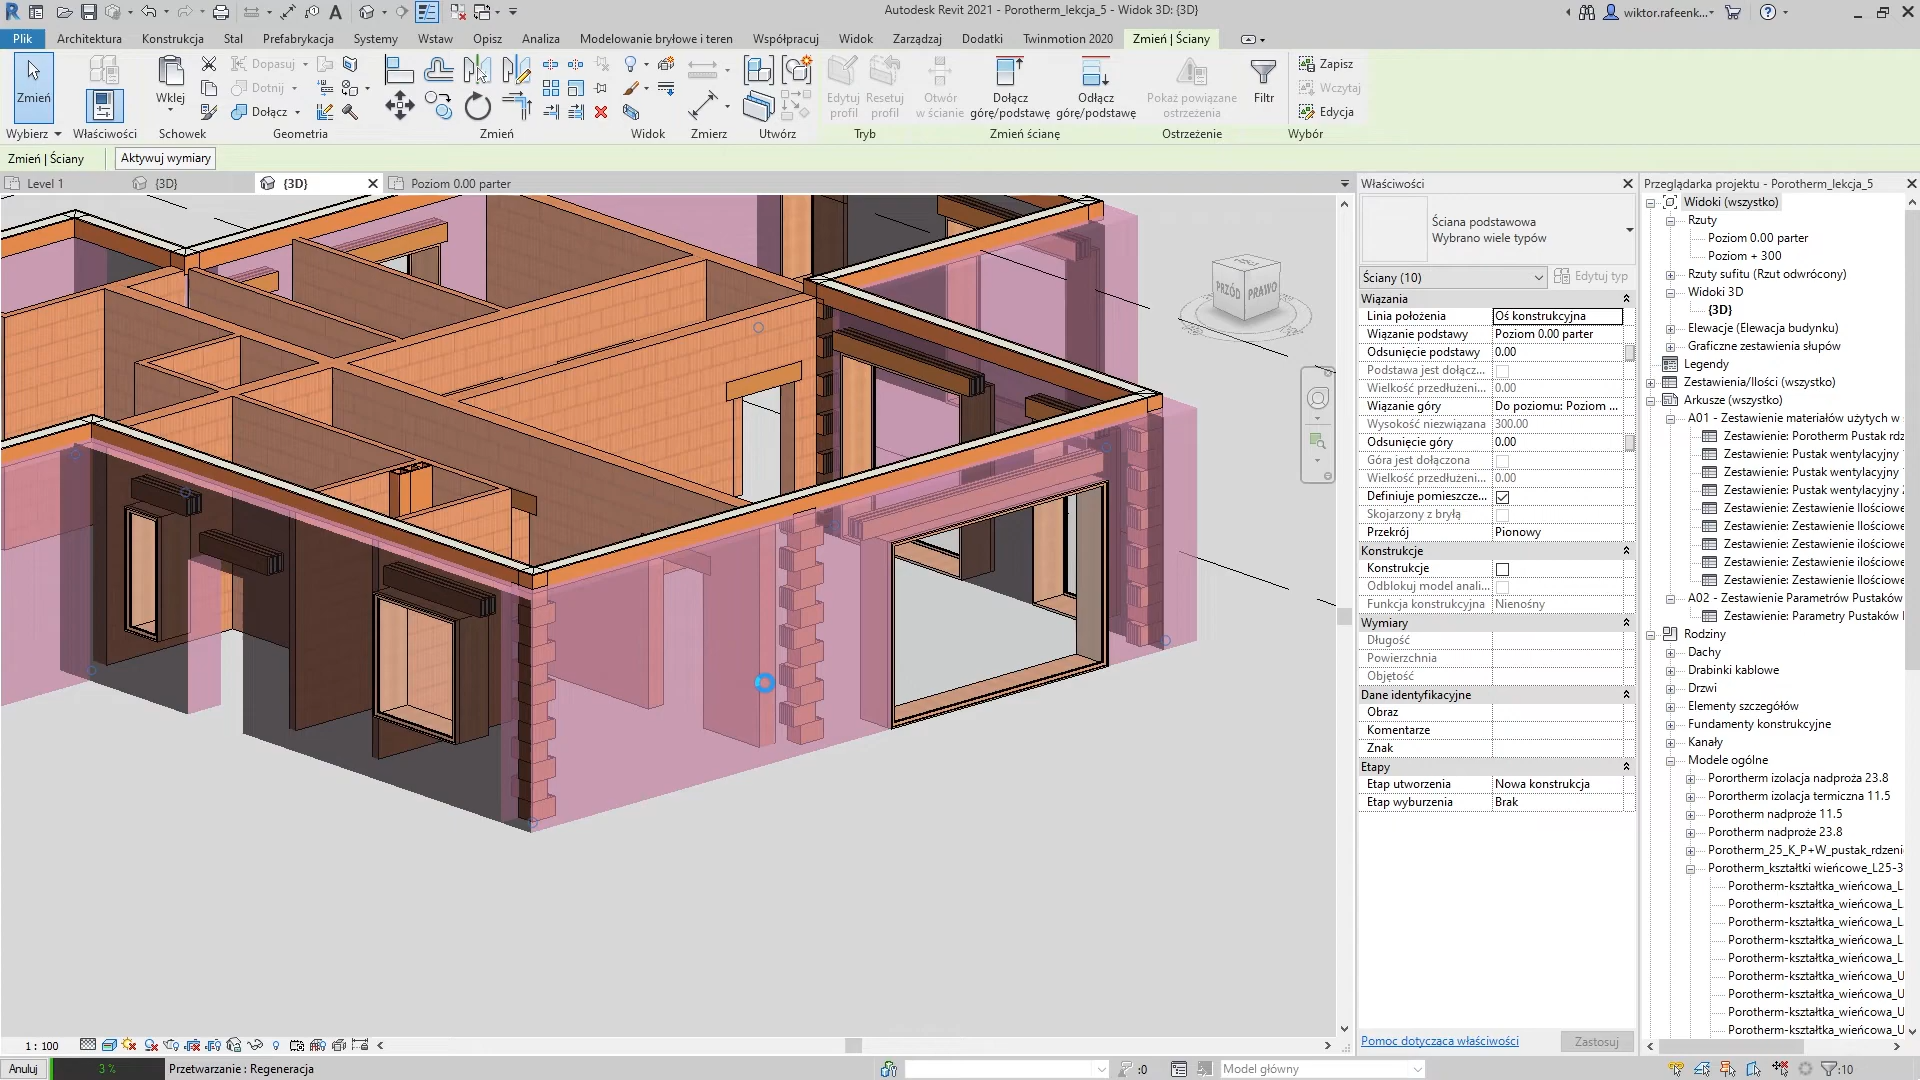 Autodesk Revit 2021 - Porotherm_lekcja_5 - Widok 3D: {3D}
wiktor.rafeenk...
Plik
Architektura
Konstrukcja
Stal
Prefabrykacja
Systemy
Wstaw
Opisz
Analiza
Modelowanie bryłowe i teren
Współpracuj
Widok
Zarządzaj
Dodatki
Twinmotion 2020
Zmień | Ściany
Zmień
Wklej
Dopasuj
Dotnij
Dołącz
Edytuj profil
Resetuj profil
Otwór w ścianie
Dołącz górę/podstawę
Odłącz górę/podstawę
Pokaż powiązane ostrzeżenia
Filtr
Zapisz
Wczytaj
Edycja
Wybierz
Właściwości
Schowek
Geometria
Zmień
Widok
Zmierz
Utwórz
Tryb
Zmień ścianę
Ostrzeżenie
Wybór
Zmień | Ściany
Aktywuj wymiary
Level 1
{3D}
{3D}
Poziom 0.00 parter
PRZÓD
PRAWO
Właściwości
Ściana podstawowa
Wybrano wiele typów
Ściany (10)
Edytuj typ
Wiązania
Linia położenia Oś konstrukcyjna
Wiązanie podstawy Poziom 0.00 parter
Odsunięcie podstawy 0.00
Podstawa jest dołącz...
Wielkość przedłużeni... 0.00
Wiązanie góry Do poziomu: Poziom ...
Wysokość niezwiązana 300.00
Odsunięcie góry 0.00
Góra jest dołączona
Wielkość przedłużeni... 0.00
Definiuje pomieszcze...
Skojarzony z bryłą
Przekrój Pionowy
Konstrukcje
Konstrukcje
Odblokuj model anali...
Funkcja konstrukcyjna Nienośny
Wymiary
Długość
Powierzchnia
Objętość
Dane identyfikacyjne
Obraz
Komentarze
Znak
Etapy
Etap utworzenia Nowa konstrukcja
Etap wyburzenia Brak
Pomoc dotycząca właściwości
Zastosuj
Przeglądarka projektu - Porotherm_lekcja_5
Widoki (wszystko)
Rzuty
Poziom 0.00 parter
Poziom + 300
Rzuty sufitu (Rzut odwrócony)
Widoki 3D
{3D}
Elewacje (Elewacja budynku)
Graficzne zestawienia słupów
Legendy
Zestawienia/Ilości (wszystko)
Arkusze (wszystko)
A01 - Zestawienie materiałów użytych w
Zestawienie: Porotherm Pustak rdz
Zestawienie: Pustak wentylacyjny
Zestawienie: Pustak wentylacyjny
Zestawienie: Pustak wentylacyjny 2
Zestawienie: Zestawienie Ilościowe
Zestawienie: Zestawienie Ilościowe
Zestawienie: Zestawienie ilościowe
Zestawienie: Zestawienie ilościowe
Zestawienie: Zestawienie Ilościowe
A02 - Zestawienie Parametrów Pustaków
Zestawienie: Parametry Pustaków
Rodziny
Dachy
Drabinki kablowe
Drzwi
Elementy szczegółów
Fundamenty konstrukcyjne
Kanały
Modele ogólne
Porortherm izolacja nadproża 23.8
Porortherm izolacja termiczna 11.5
Porotherm nadproże 11.5
Porotherm nadproże 23.8
Porotherm_25_K_P+W_pustak_rdzeni
Porotherm_kształtki wieńcowe_L25-3
Porotherm-kształtka_wieńcowa_L
Porotherm-kształtka_wieńcowa_L
Porotherm-kształtka_wieńcowa_L
Porotherm-kształtka_wieńcowa_L
Porotherm-kształtka_wieńcowa_L
Porotherm-kształtka_wieńcowa_U
Porotherm-kształtka_wieńcowa_U
Porotherm-kształtka_wieńcowa_U
Porotherm-kształtka_wieńcowa_U
1 : 100
Anuluj
3 %
Przetwarzanie : Regeneracja
:0
Model główny
:10